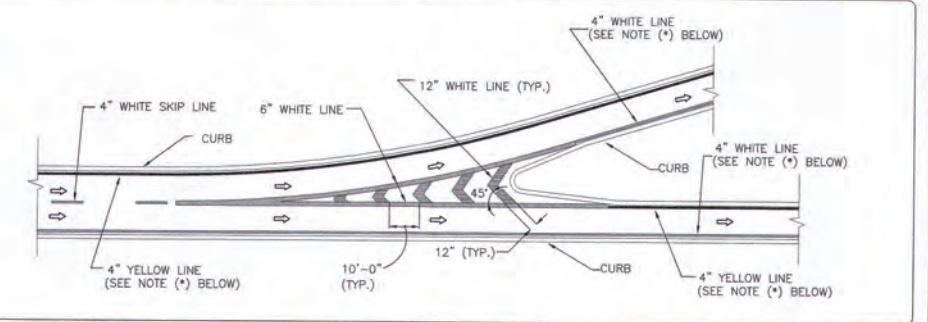 4" WHITE LINE
(SEE NOTE (*) BELOW)
12" WHITE LINE (TYP.)
4" WHITE SKIP LINE
6" WHITE LINE
CURB
4" WHITE LINE
(SEE NOTE (*) BELOW)
CURB
45°
10'-0"
(TYP.)
12" (TYP.)
CURB
4" YELLOW LINE
(SEE NOTE (*) BELOW)
4" YELLOW LINE
(SEE NOTE (*) BELOW)